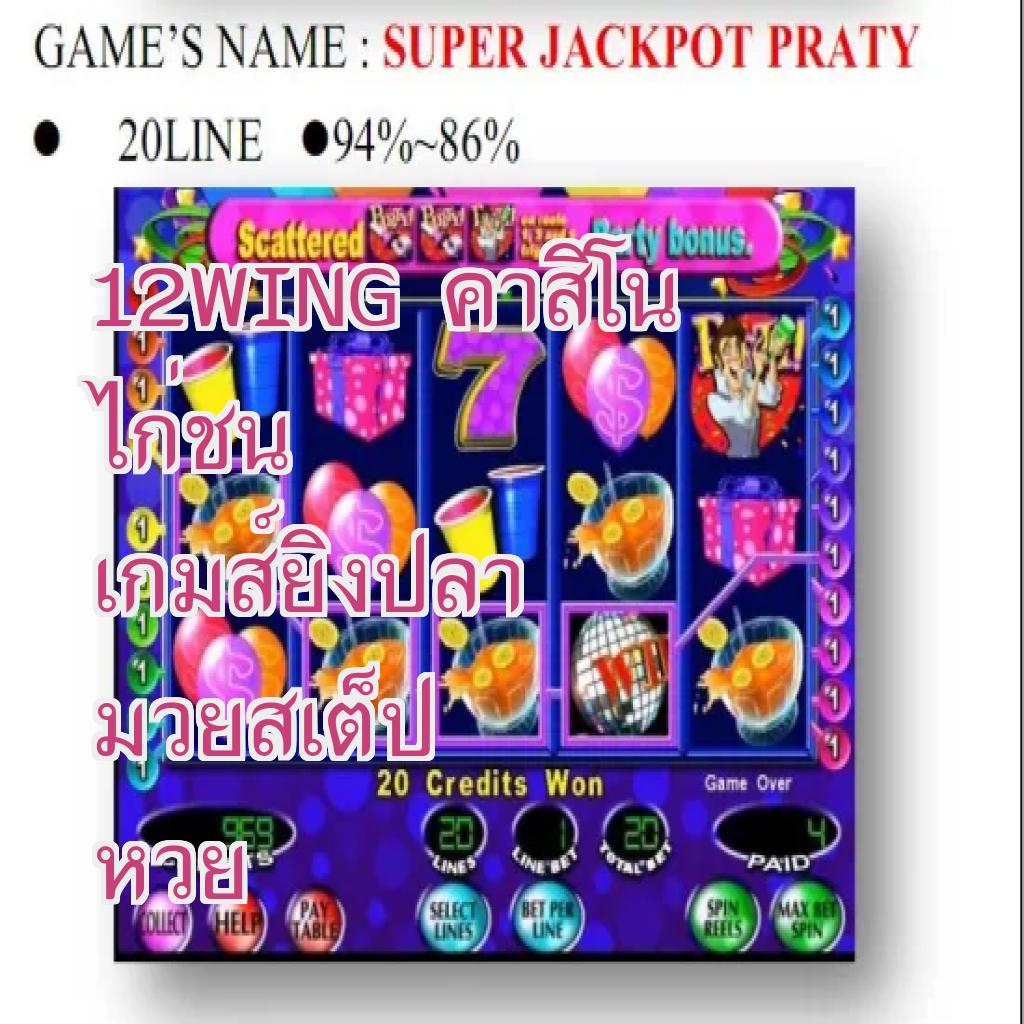 GAME'S NAME : SUPER JACKPOT PRATY
● 20LINE ●94%~86%
Scattered Party bonus.
12WING คาสิโน
ไก่ชน
เกมส์ยิงปลา
มวยสเต็ป
หวย
20 Credits Won
Game Over
969 20 1 20 4
LINES LINE BET TOTAL BET PAID
COLLECT HELP PAY TABLE SELECT LINES BET PER LINE SPIN REELS MAX BET SPIN